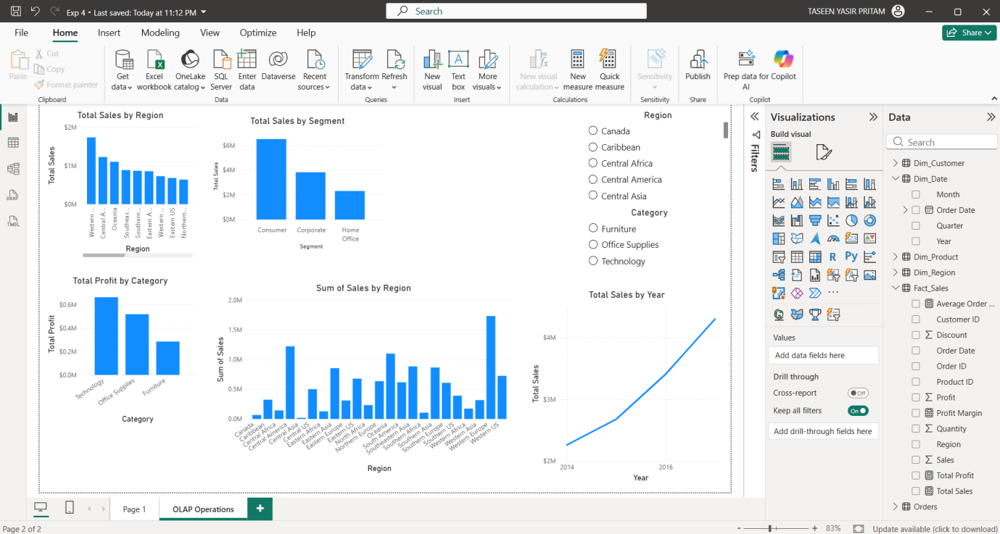 Exp 4 • Last saved: Today at 11:12 PM
Search
TASEEN YASIR PRITAM
File Home Insert Modeling View Optimize Help
Share
Paste
Cut
Copy
Format painter
Clipboard
Get data
Excel workbook
OneLake catalog
SQL Server
Enter data
Dataverse
Recent sources
Data
Transform data
Refresh
Queries
New visual
Text box
More visuals
Insert
New visual calculation
New measure
Quick measure
Calculations
Sensitivity
Sensitivity
Publish
Share
Prep data for AI
Copilot
Copilot
DAX
TMDL
Total Sales by Region
Total Sales
$2M
$1M
$0M
Western ...
Central A...
Oceania
Southeas...
Southern...
Eastern A...
Western ...
Eastern US
Northern...
Region
Total Sales by Segment
Total Sales
$6M
$4M
$2M
$0M
Consumer
Corporate
Home Office
Segment
Region
Canada
Caribbean
Central Africa
Central America
Central Asia
Category
Furniture
Office Supplies
Technology
Total Profit by Category
Total Profit
$0.6M
$0.4M
$0.2M
$0.0M
Technology
Office Supplies
Furniture
Category
Sum of Sales by Region
Sum of Sales
2.0M
1.5M
1.0M
0.5M
0.0M
Canada
Caribbean
Central Africa
Central America
Central Asia
Central US
Eastern Africa
Eastern Asia
Eastern Europe
Eastern US
North Africa
Northern Europe
Oceania
South America
Southeastern Asia
Southern Africa
Southern Asia
Southern Europe
Southern US
Western Africa
Western Asia
Western Europe
Western US
Region
Total Sales by Year
Total Sales
$4M
$3M
$2M
2014
2016
Year
Filters
Visualizations
Build visual
123
R
Py
Values
Add data fields here
Drill through
Cross-report
Off
Keep all filters
On
Add drill-through fields here
Data
Search
Dim_Customer
Dim_Date
Month
Order Date
Quarter
Year
Dim_Product
Dim_Region
Fact_Sales
Average Order ...
Customer ID
Discount
Order Date
Order ID
Product ID
Profit
Profit Margin
Quantity
Region
Sales
Total Profit
Total Sales
Orders
Page 1
OLAP Operations
Page 2 of 2
83%
Update available (click to download)